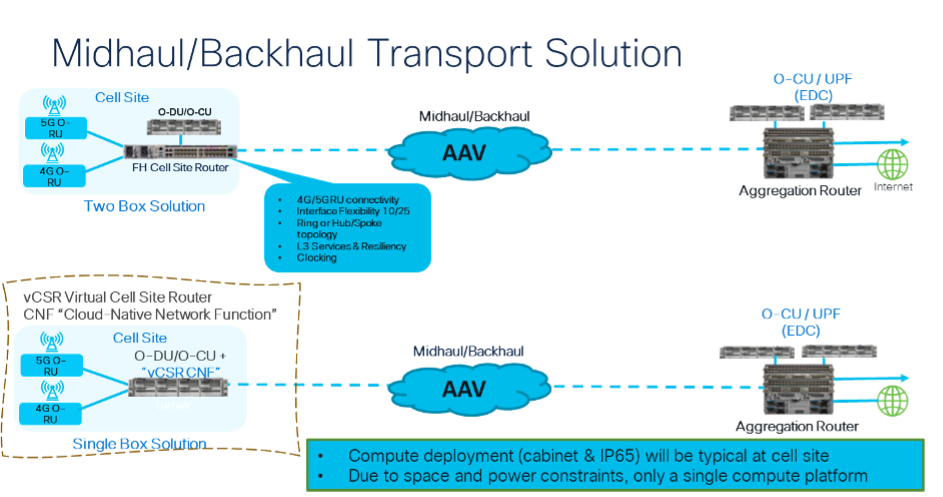 Midhaul/Backhaul Transport Solution
Cell Site
O-DU/O-CU
5G O-
RU
4G O-
RU
FH Cell Site Router
Two Box Solution
• 4G/5GRU connectivity
• Interface Flexibility 10/25
• Ring or Hub/Spoke
topology
• L3 Services & Resiliency
• Clocking
Midhaul/Backhaul
AAV
O-CU / UPF
(EDC)
Aggregation Router
Internet
vCSR Virtual Cell Site Router
CNF “Cloud-Native Network Function”
Cell Site
O-DU/O-CU +
“vCSR CNF”
5G O-
RU
4G O-
RU
Single Box Solution
Midhaul/Backhaul
AAV
O-CU / UPF
(EDC)
Aggregation Router
• Compute deployment (cabinet & IP65) will be typical at cell site
• Due to space and power constraints, only a single compute platform